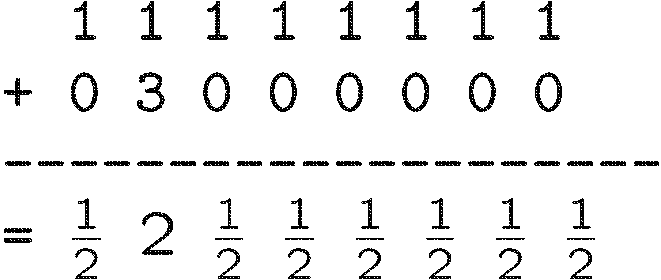 1 1 1 1 1 1 1 1
+ 0 3 0 0 0 0 0 0
--------------------
= 1/2 2 1/2 1/2 1/2 1/2 1/2 1/2